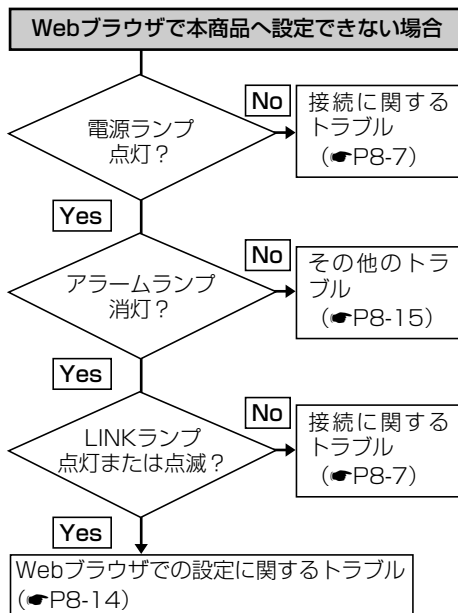 Webブラウザで本商品へ設定できない場合
電源ランプ
点灯？
No
接続に関する
トラブル
（☛P8-7）
Yes
アラームランプ
消灯？
No
その他のトラ
ブル
（☛P8-15）
Yes
LINKランプ
点灯または点滅？
No
接続に関する
トラブル
（☛P8-7）
Yes
Webブラウザでの設定に関するトラブル
（☛P8-14）